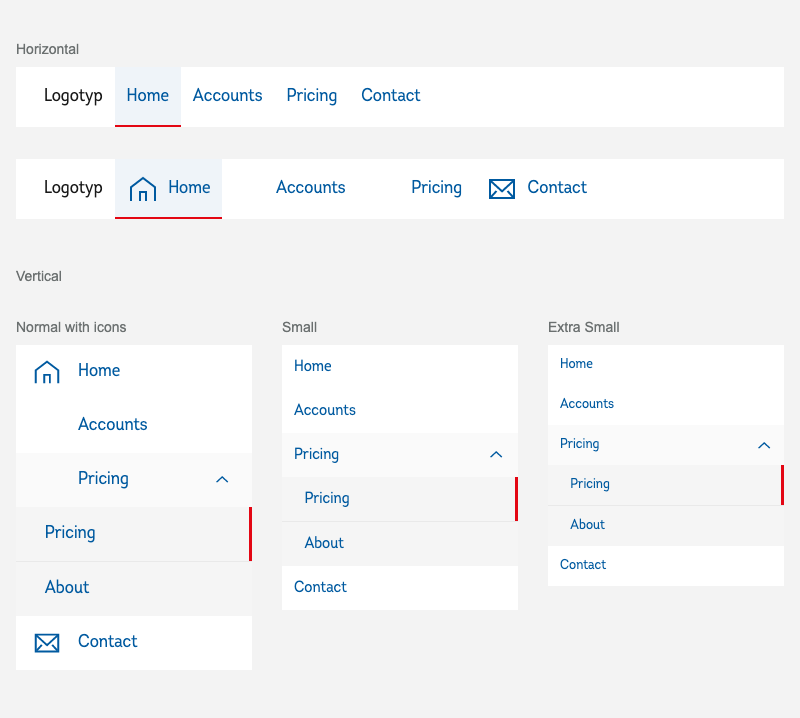 Horizontal
Logotyp Home Accounts Pricing Contact
Logotyp Home Accounts Pricing Contact
Vertical
Normal with icons
Home
Accounts
Pricing
Pricing
About
Contact
Small
Home
Accounts
Pricing
Pricing
About
Contact
Extra Small
Home
Accounts
Pricing
Pricing
About
Contact